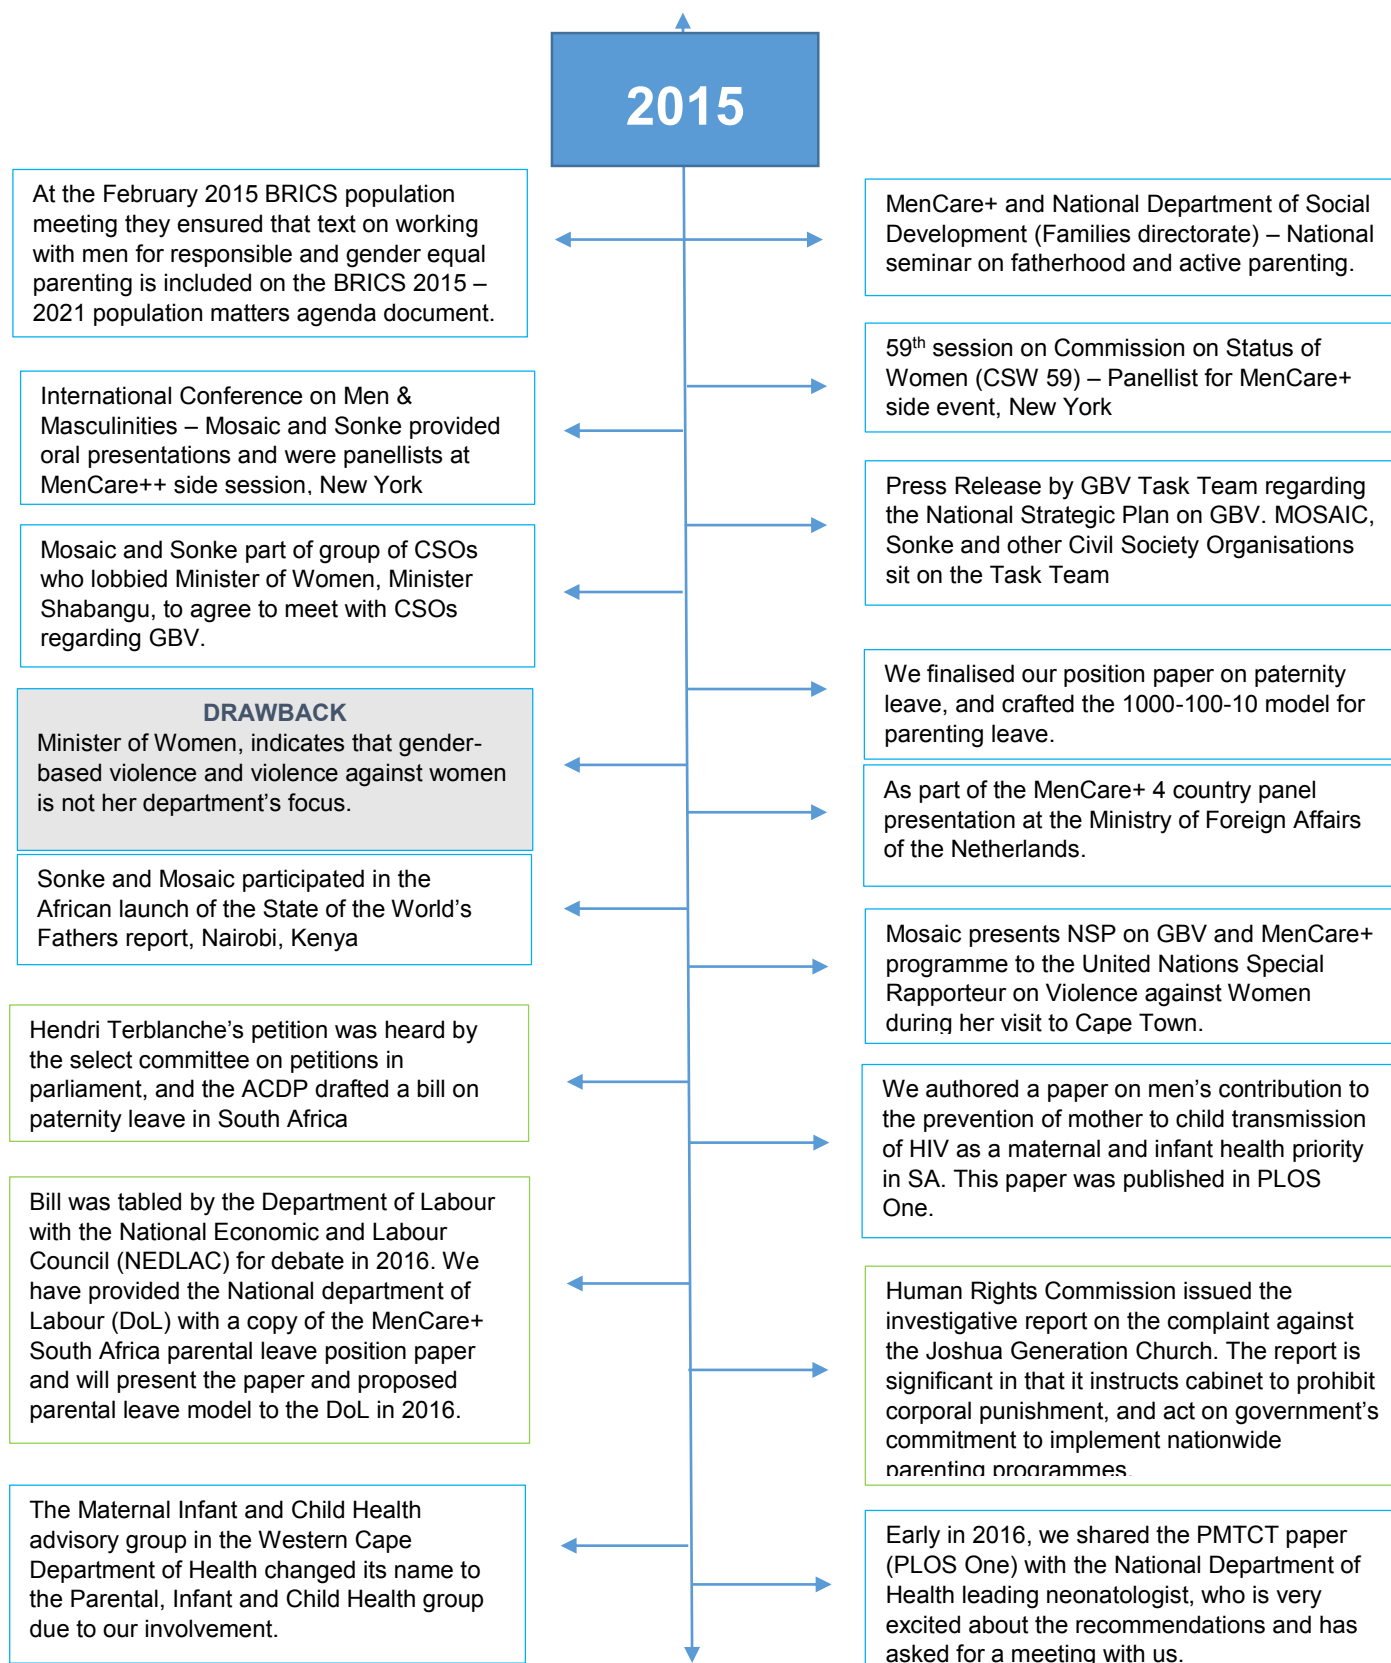 2015
At the February 2015 BRICS population
meeting they ensured that text on working
with men for responsible and gender equal
parenting is included on the BRICS 2015 –
2021 population matters agenda document.
MenCare+ and National Department of Social
Development (Families directorate) – National
seminar on fatherhood and active parenting.
59th session on Commission on Status of
Women (CSW 59) – Panellist for MenCare+
side event, New York
International Conference on Men &
Masculinities – Mosaic and Sonke provided
oral presentations and were panellists at
MenCare++ side session, New York
Press Release by GBV Task Team regarding
the National Strategic Plan on GBV. MOSAIC,
Sonke and other Civil Society Organisations
sit on the Task Team
Mosaic and Sonke part of group of CSOs
who lobbied Minister of Women, Minister
Shabangu, to agree to meet with CSOs
regarding GBV.
We finalised our position paper on paternity
leave, and crafted the 1000-100-10 model for
parenting leave.
DRAWBACK
Minister of Women, indicates that gender-
based violence and violence against women
is not her department’s focus.
As part of the MenCare+ 4 country panel
presentation at the Ministry of Foreign Affairs
of the Netherlands.
Sonke and Mosaic participated in the
African launch of the State of the World’s
Fathers report, Nairobi, Kenya
Mosaic presents NSP on GBV and MenCare+
programme to the United Nations Special
Rapporteur on Violence against Women
during her visit to Cape Town.
Hendri Terblanche’s petition was heard by
the select committee on petitions in
parliament, and the ACDP drafted a bill on
paternity leave in South Africa
We authored a paper on men’s contribution to
the prevention of mother to child transmission
of HIV as a maternal and infant health priority
in SA. This paper was published in PLOS
One.
Bill was tabled by the Department of Labour
with the National Economic and Labour
Council (NEDLAC) for debate in 2016. We
have provided the National department of
Labour (DoL) with a copy of the MenCare+
South Africa parental leave position paper
and will present the paper and proposed
parental leave model to the DoL in 2016.
Human Rights Commission issued the
investigative report on the complaint against
the Joshua Generation Church. The report is
significant in that it instructs cabinet to prohibit
corporal punishment, and act on government’s
commitment to implement nationwide
parenting programmes.
The Maternal Infant and Child Health
advisory group in the Western Cape
Department of Health changed its name to
the Parental, Infant and Child Health group
due to our involvement.
Early in 2016, we shared the PMTCT paper
(PLOS One) with the National Department of
Health leading neonatologist, who is very
excited about the recommendations and has
asked for a meeting with us.